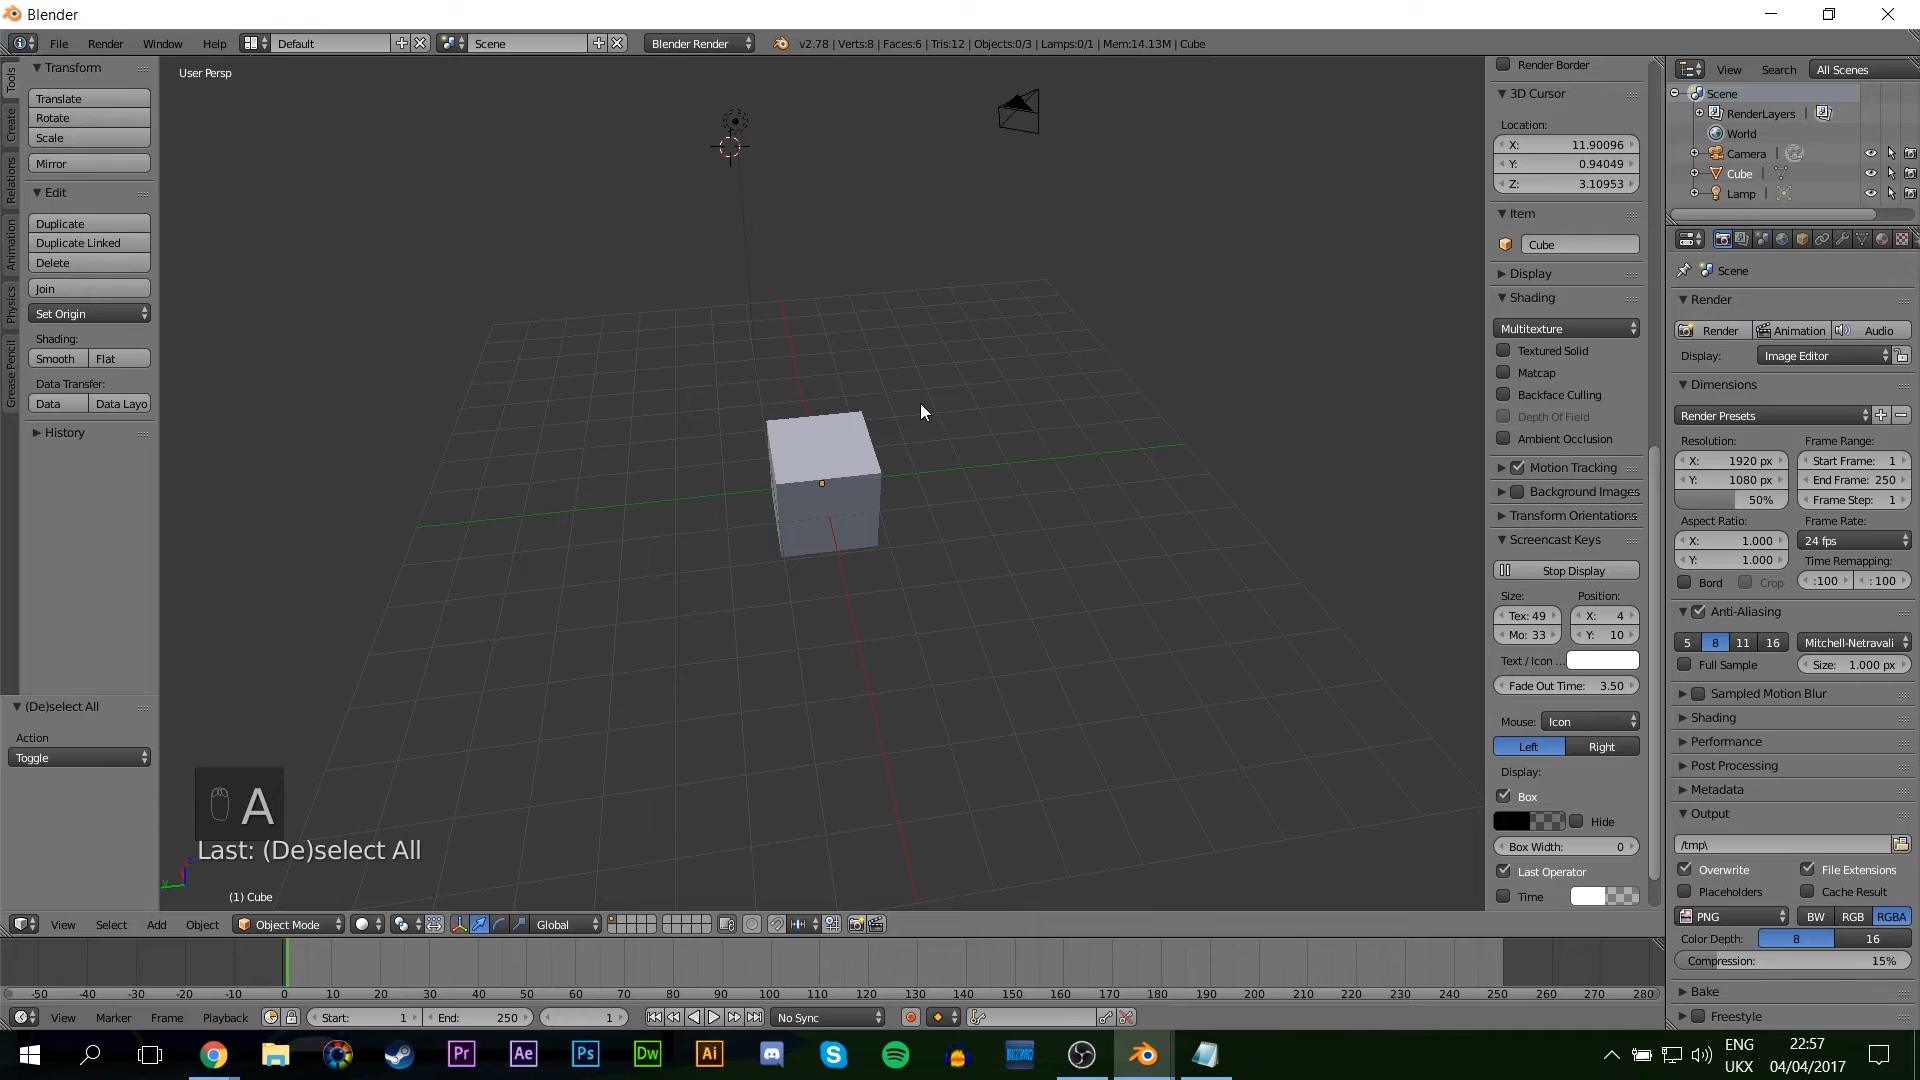 Blender
File Render Window Help Default Scene Blender Render v2.78 | Verts:8 | Faces:6 | Tris:12 | Objects:0/3 | Lamps:0/1 | Mem:14.13M | Cube
Tools
Create
Relations
Animation
Physics
Grease Pencil
Transform
Translate
Rotate
Scale
Mirror
Edit
Duplicate
Duplicate Linked
Delete
Join
Set Origin
Shading:
Smooth Flat
Data Transfer:
Data Data Layo
History
(De)select All
Action
Toggle
User Persp
A
Last: (De)select All
(1) Cube
Render Border
3D Cursor
Location:
X: 11.90096
Y: 0.94049
Z: 3.10953
Item
Cube
Display
Shading
Multitexture
Textured Solid
Matcap
Backface Culling
Depth Of Field
Ambient Occlusion
Motion Tracking
Background Images
Transform Orientations
Screencast Keys
Stop Display
Size: Position:
Tex: 49 X: 4
Mo: 33 Y: 10
Text / Icon ...
Fade Out Time: 3.50
Mouse: Icon
Left Right
Display:
Box
Hide
Box Width: 0
Last Operator
Time
View Search All Scenes
Scene
RenderLayers
World
Camera
Cube
Lamp
Scene
Render
Render Animation Audio
Display: Image Editor
Dimensions
Render Presets
Resolution: Frame Range:
X: 1920 px Start Frame: 1
Y: 1080 px End Frame: 250
50% Frame Step: 1
Aspect Ratio: Frame Rate:
X: 1.000 24 fps
Y: 1.000 Time Remapping:
Bord Crop :100 : 100
Anti-Aliasing
5 8 11 16 Mitchell-Netravali
Full Sample Size: 1.000 px
Sampled Motion Blur
Shading
Performance
Post Processing
Metadata
Output
/tmp\
Overwrite File Extensions
Placeholders Cache Result
PNG BW RGB RGBA
Color Depth: 8 16
Compression: 15%
Bake
Freestyle
View Select Add Object Object Mode Global
-50 -40 -30 -20 -10 0 10 20 30 40 50 60 70 80 90 100 110 120 130 140 150 160 170 180 190 200 210 220 230 240 250 260 270 280
View Marker Frame Playback Start: 1 End: 250 1 No Sync
Pr Ae Ps Dw Ai BLIZZARD
ENG 22:57
UKX 04/04/2017